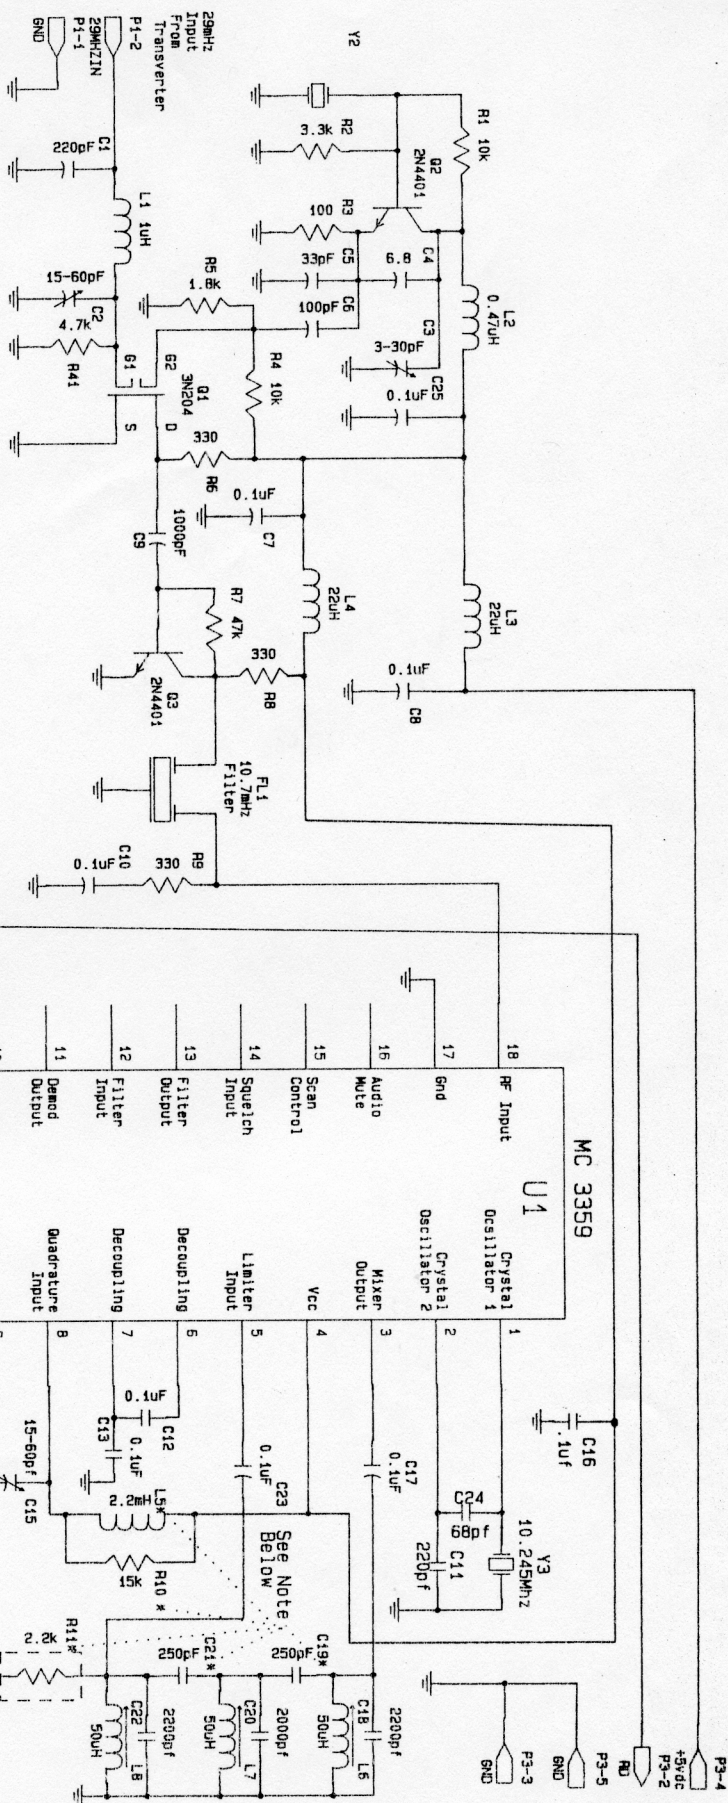 29mHz
Input
From
Transverter
P1-2
29MHZIN
P1-1
GND
C1
220pF
L1 1uH
15-60pF
C2
4.7k
R41
Y2
R1 10k
R2
3.3k
Q2
2N4401
R3
100
C5
33pF
C4
6.8
C6
100pF
R5
1.8k
R4 10k
C3
3-30pF
L2
0.47uH
C25
0.1uF
G1
G2
Q1
3N204
S
D
330
R6
0.1uF
C7
1000pF
C9
L4
22uH
L3
22uH
0.1uF
C8
R7 47k
330
R8
Q3
2N4401
FL1
10.7mHz
Filter
R9
330
C10
0.1uF
MC 3359
U1
18
RF Input
17
Gnd
16
Audio
Mute
15
Scan
Control
14
Squelch
Input
13
Filter
Output
12
Filter
Input
11
Demod
Output
Crystal
Ocsillator 1
1
Crystal
Oscillator 2
2
Mixer
Output
3
Vcc
4
Limiter
Input
5
Decoupling
6
Decoupling
7
Quadrature
Input
8
C16
.1uf
Y3
10.245Mhz
C24
68pf
C11
220pf
C17
0.1uF
C23
0.1uF
0.1uF
C12
C13
0.1uF
15-60pf
C15
L5*
2.2mH
R10 *
15k
See Note
Below
R11*
2.2k
C19*
250pF
C21*
250pF
C18
2200pf
50uH
L6
C20
2000pf
50uH
L7
C22
2200pf
50uH
L8
P3-4
+5vdc
P3-2
P3-5
GND
P3-3
GND